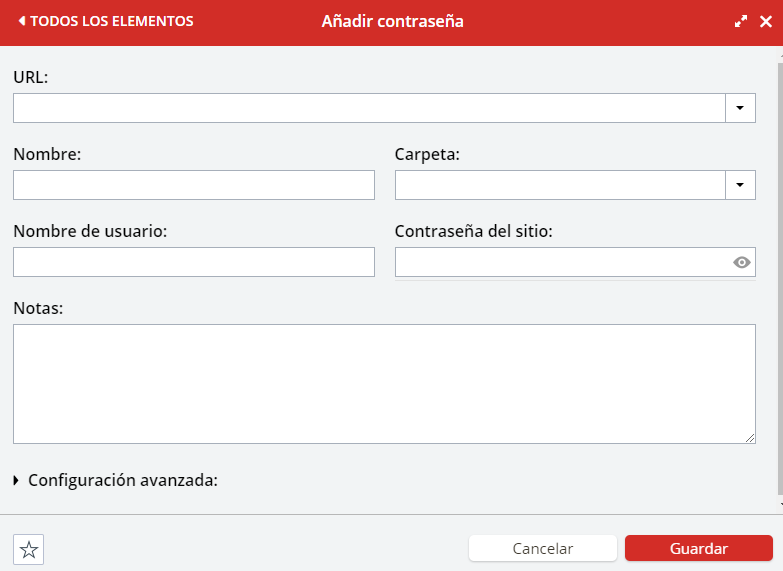 TODOS LOS ELEMENTOS
Añadir contraseña
URL:
Nombre:
Carpeta:
Nombre de usuario:
Contraseña del sitio:
Notas:
Configuración avanzada:
Cancelar
Guardar